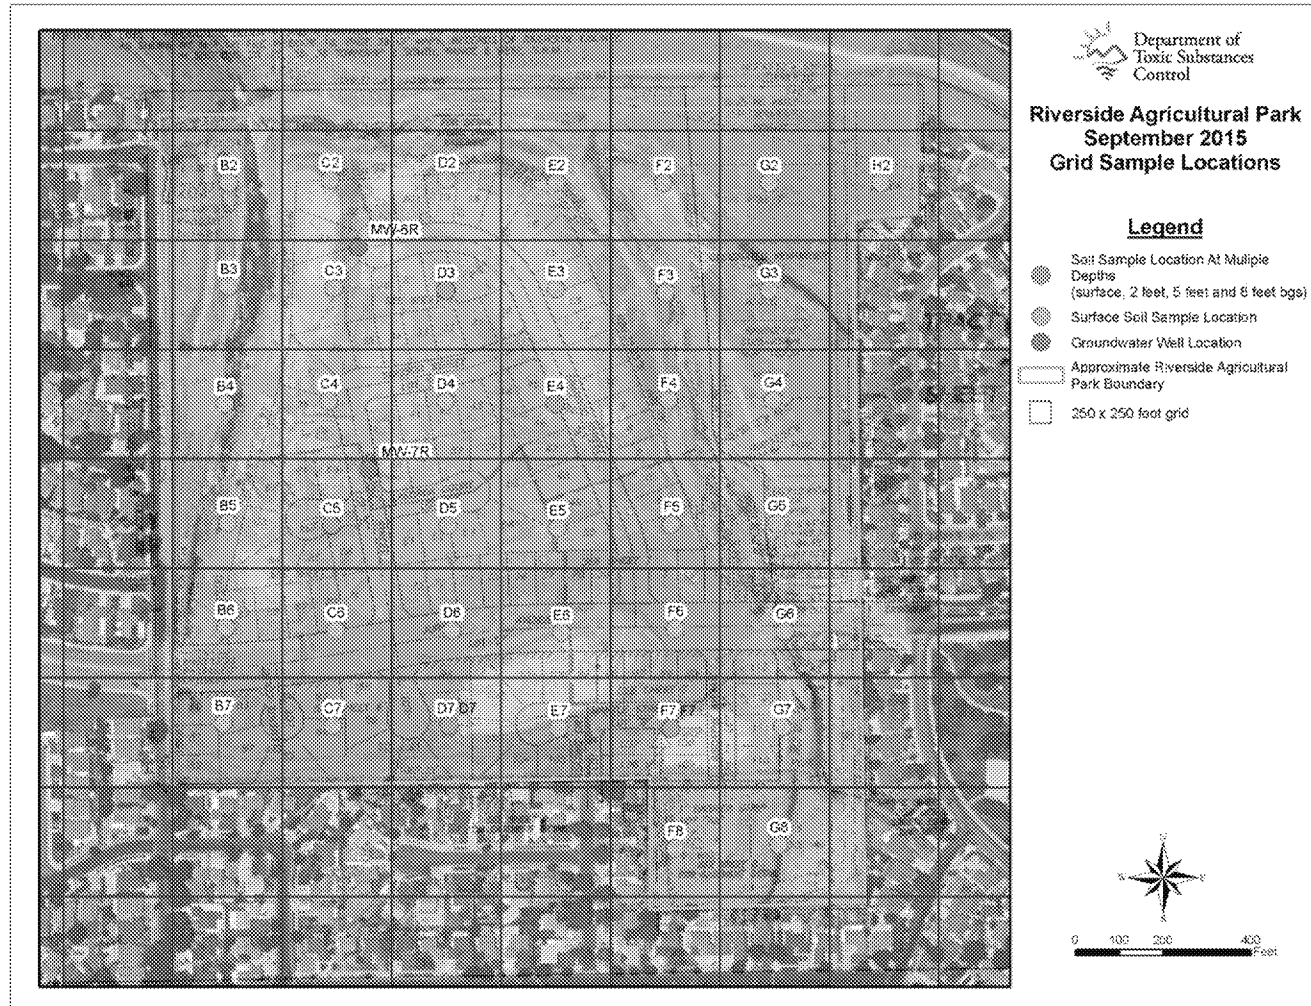 Department of
Toxic Substances
Control
Riverside Agricultural Park
September 2015
Grid Sample Locations
Legend
Soil Sample Location At Muliple
Depths
(surface, 2 feet, 5 feet and 6 feet bgs)
Surface Soil Sample Location
Groundwater Well Location
Approximate Riverside Agricultural
Park Boundary
250 x 250 foot grid
B2 C2 D2 E2 F2 G2 H2
MW-6R
B3 C3 D3 E3 F3 G3
B4 C4 D4 E4 F4 G4
MW-7R
B5 C5 D5 E5 F5 G5
B6 C6 D6 E6 F6 G6
B7 C7 D7 D7 E7 F7 F7 G7
F8 G8
0 100 200 400
Feet